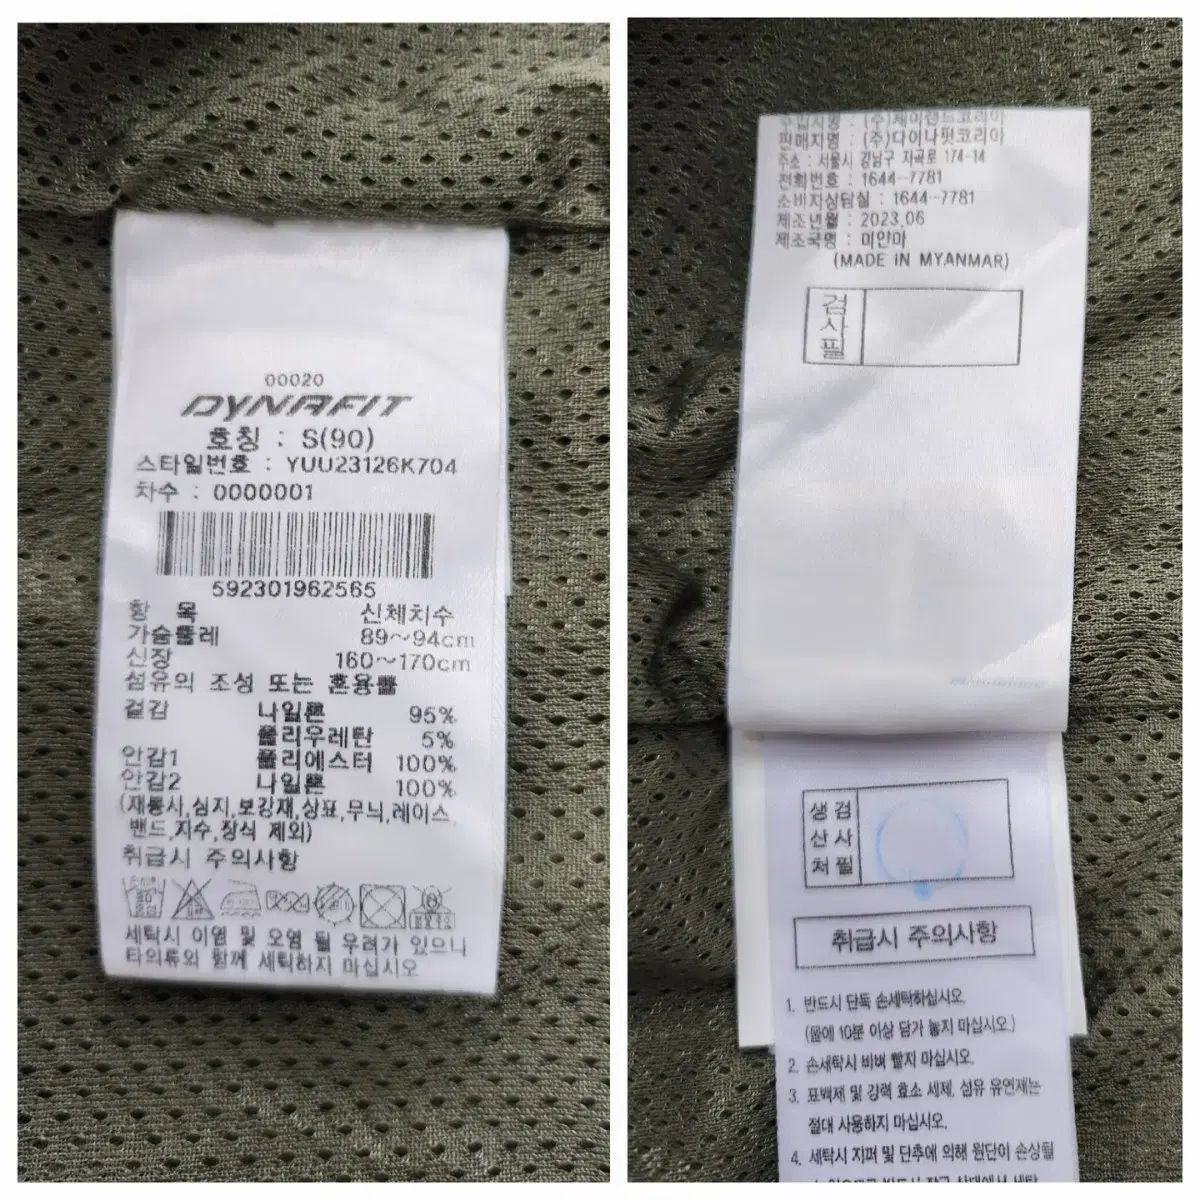 00020
DYNAFIT
호칭 : S(90)
스타일번호 : YUU23126K704
차수 : 0000001
592301962565
항 목 신체치수
가슴둘레 89~94cm
신장 160~170cm
섬유의 조성 또는 혼용률
겉감 나일론 95%
폴리우레탄 5%
안감1 폴리에스터 100%
안감2 나일론 100%
(재봉시,심지,보강재,상표,무늬,레이스,
밴드,자수,장식 제외)
취급시 주의사항
세탁시 이염 및 오염 될 우려가 있으니
타의류와 함께 세탁하지 마십시오
(주)제이앤드코리아
판매자명 : (주)다이나핏코리아
주소 : 서울시 강남구 자곡로 174-14
전화번호 : 1644-7781
소비자상담실 : 1644-7781
제조년월 : 2023.06
제조국명 : 미얀마
(MADE IN MYANMAR)
검사필
생산처 검사필
취급시 주의사항
1. 반드시 단독 손세탁하십시오.
(물에 10분 이상 담가 놓지 마십시오.)
2. 손세탁시 비벼 빨지 마십시오.
3. 표백제 및 강력 효소 세제, 섬유 유연제는
절대 사용하지 마십시오.
4. 세탁시 지퍼 및 단추에 의해 원단이 손상될